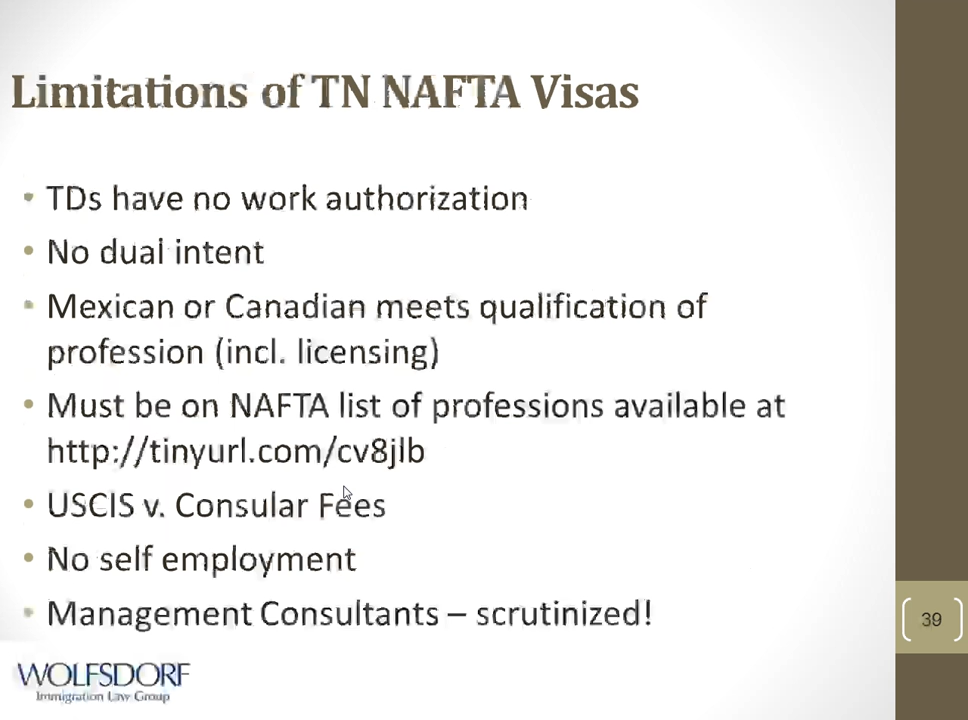 Limitations of TN NAFTA Visas
• TDs have no work authorization
• No dual intent
• Mexican or Canadian meets qualification of
profession (incl. licensing)
• Must be on NAFTA list of professions available at
http://tinyurl.com/cv8jlb
• USCIS v. Consular Fees
• No self employment
• Management Consultants – scrutinized!
39
WOLFSDORF
Immigration Law Group